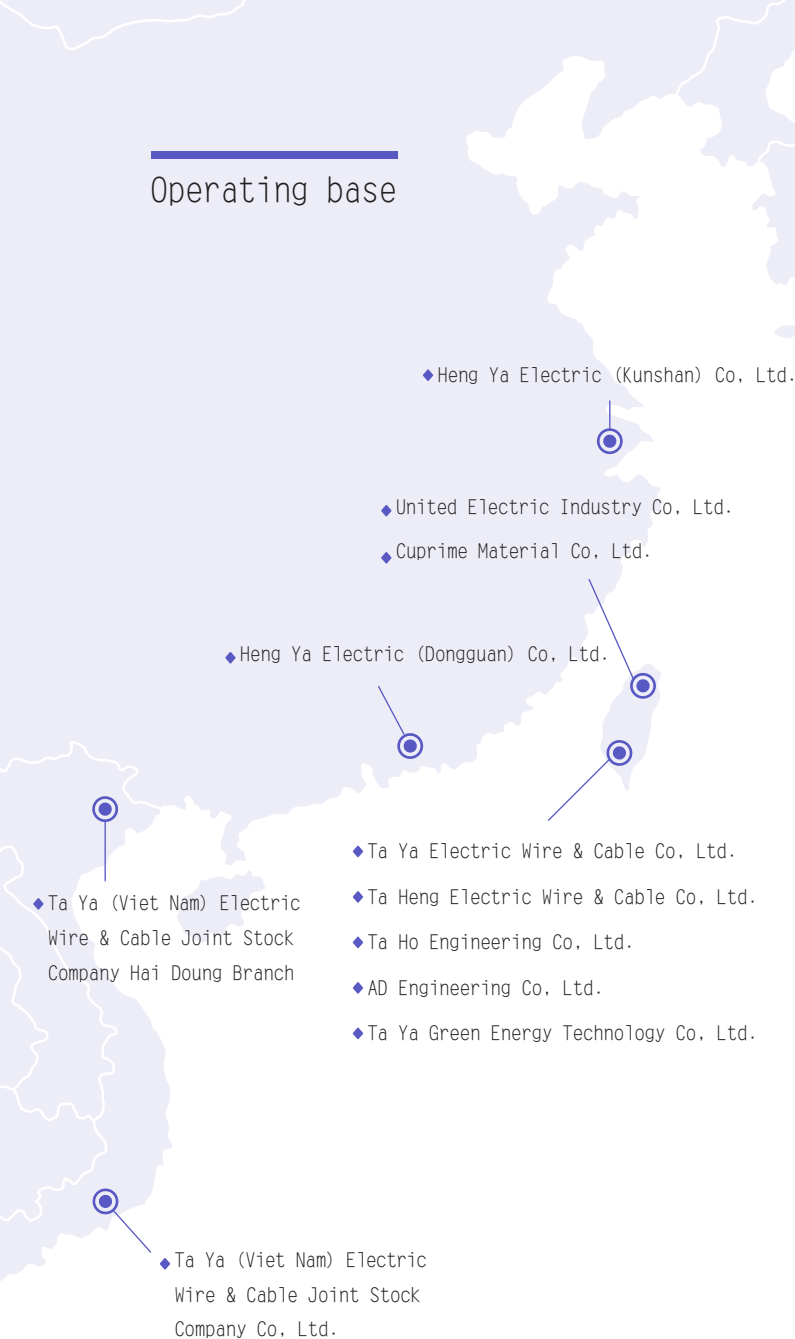 Operating base
◆Heng Ya Electric (Kunshan) Co, Ltd.
◆United Electric Industry Co, Ltd.
◆Cuprime Material Co, Ltd.
◆Heng Ya Electric (Dongguan) Co, Ltd.
◆Ta Ya Electric Wire & Cable Co, Ltd.
◆Ta Heng Electric Wire & Cable Co, Ltd.
◆Ta Ho Engineering Co, Ltd.
◆AD Engineering Co, Ltd.
◆Ta Ya Green Energy Technology Co, Ltd.
◆Ta Ya (Viet Nam) Electric
Wire & Cable Joint Stock
Company Hai Doung Branch
◆Ta Ya (Viet Nam) Electric
Wire & Cable Joint Stock
Company Co, Ltd.